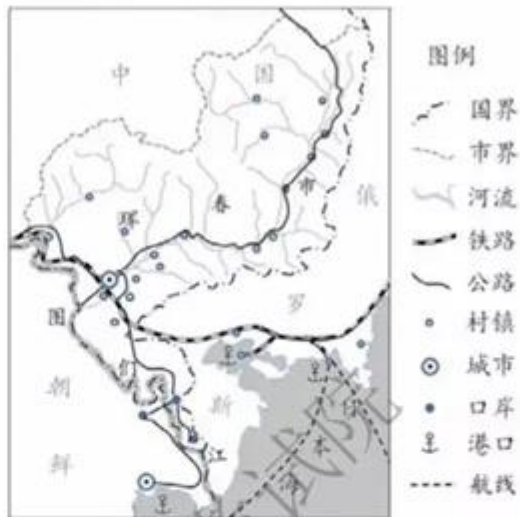 中国
俄罗斯
朝鲜
珲春市
图们江
日本海
试院
图例
国界
市界
河流
铁路
公路
村镇
城市
口岸
港口
航线